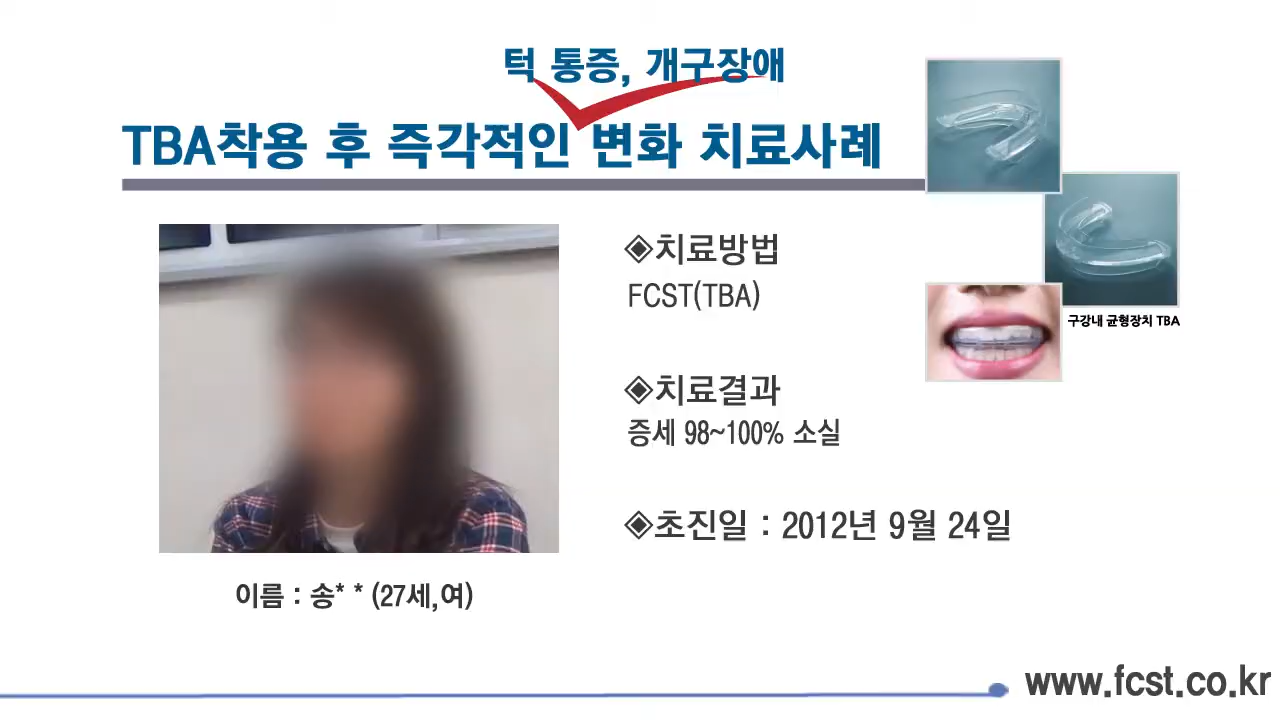 턱 통증, 개구장애
TBA착용 후 즉각적인 변화 치료사례
구강내 균형장치 TBA
◈치료방법
FCST(TBA)
◈치료결과
증세 98~100% 소실
◈초진일 : 2012년 9월 24일
이름 : 송* * (27세,여)
www.fcst.co.kr